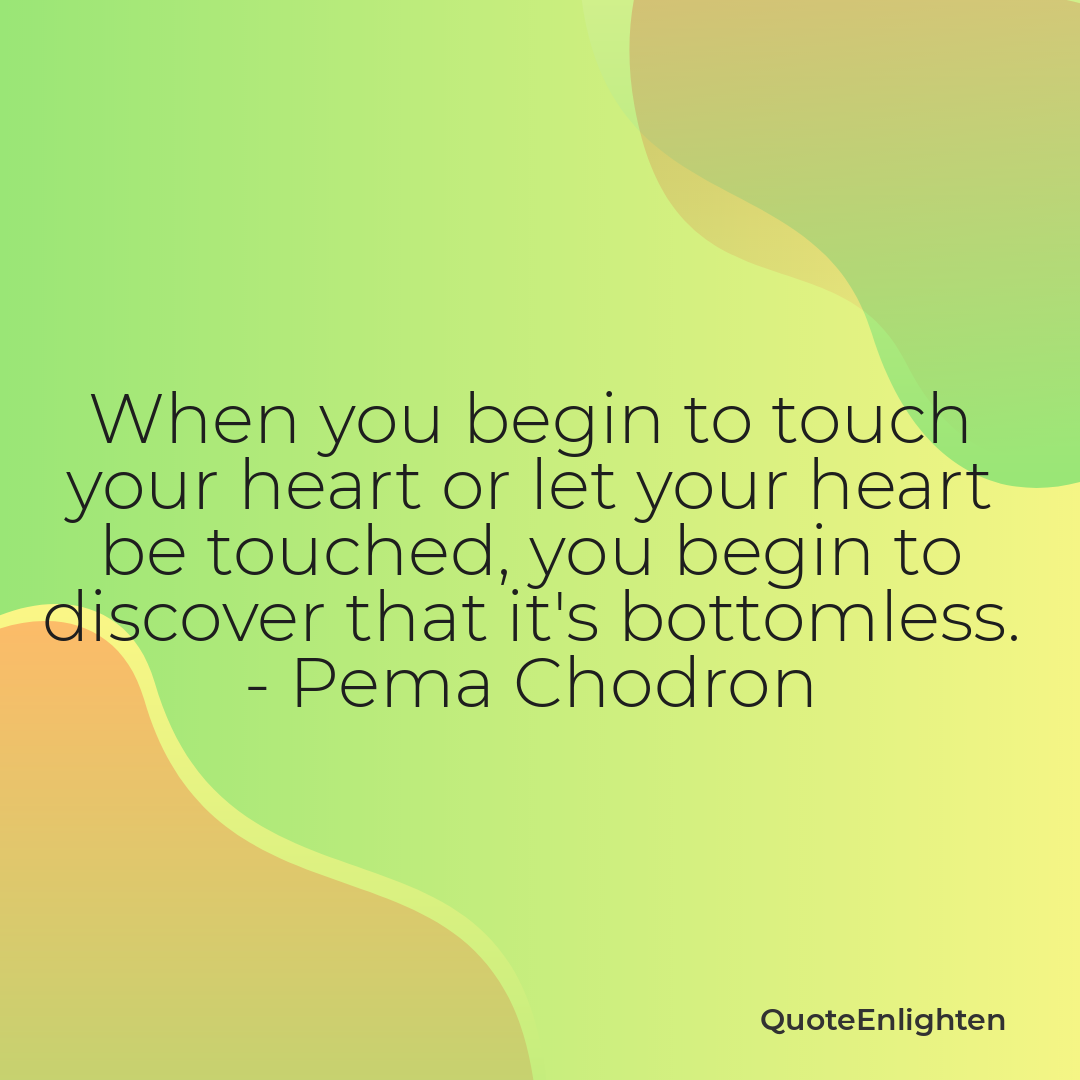 When you begin to touch
your heart or let your heart
be touched, you begin to
discover that it's bottomless.
- Pema Chodron
QuoteEnlighten